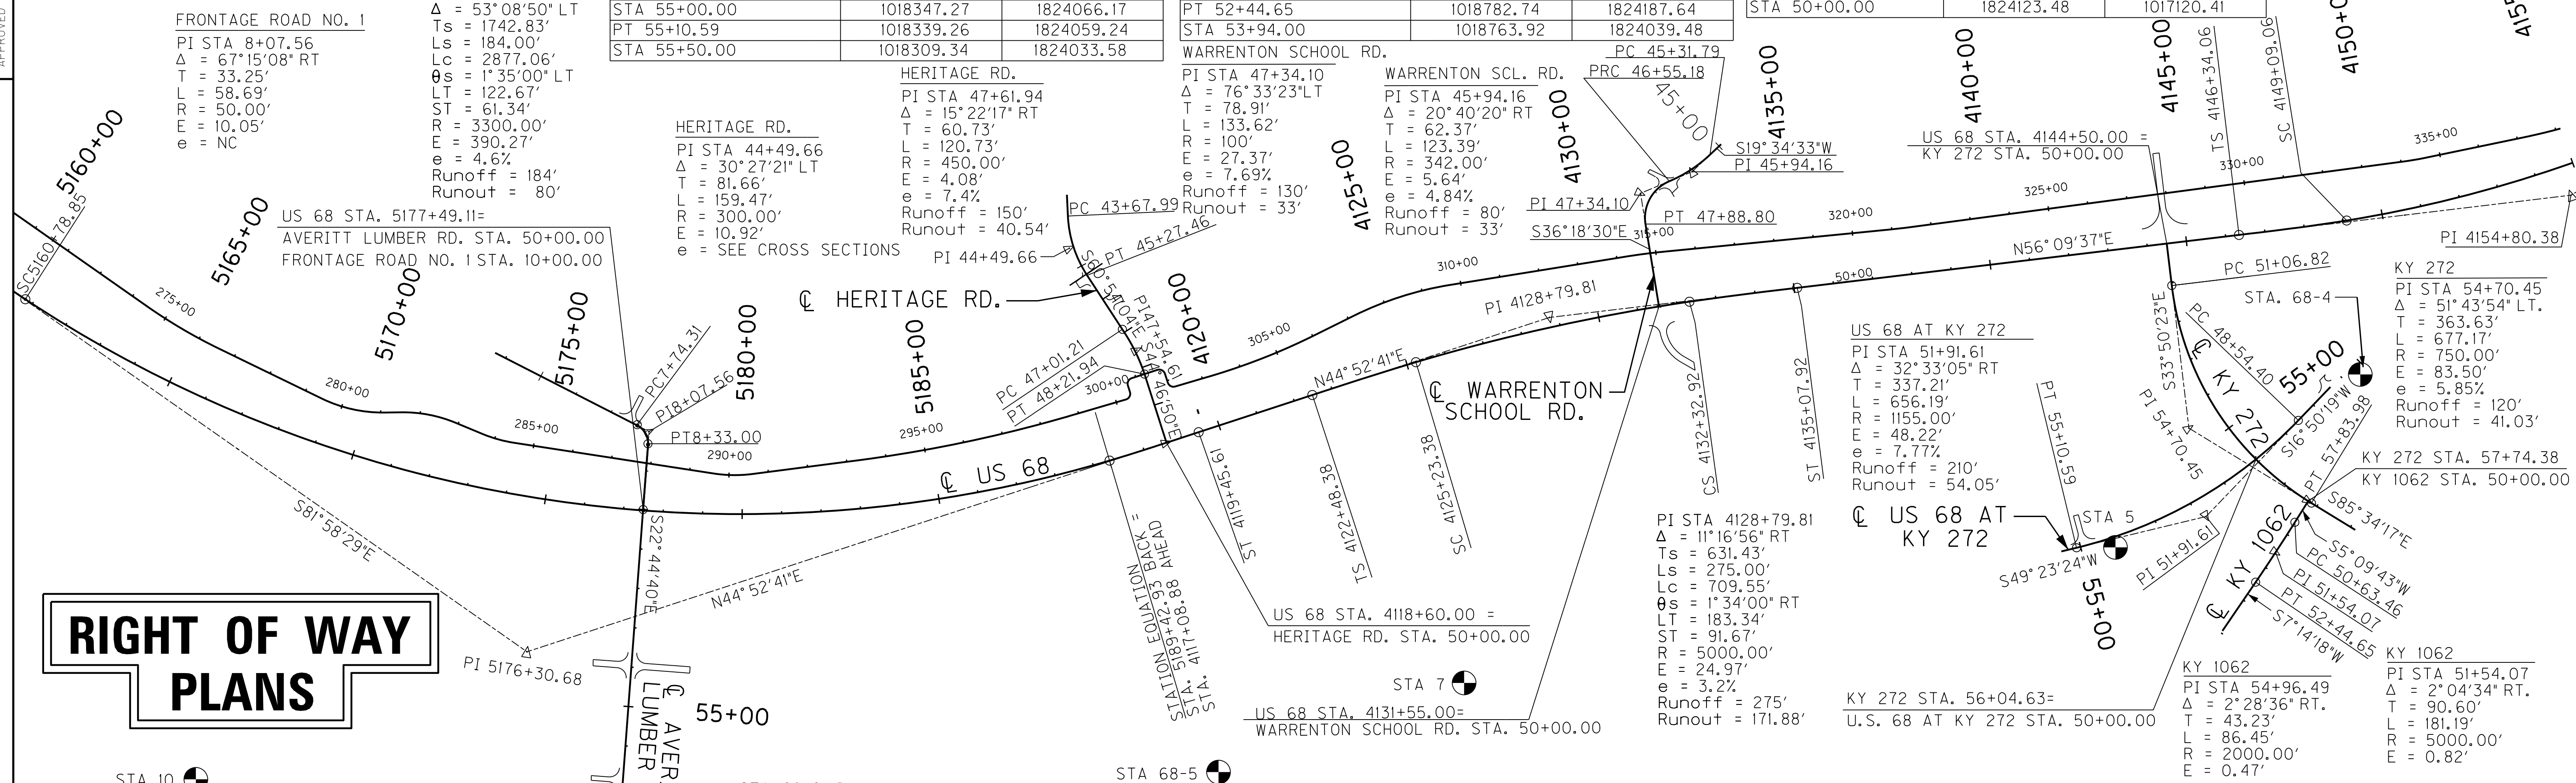 APPROVED
FRONTAGE ROAD NO. 1
PI STA 8+07.56
Δ = 67°15'08" RT
T = 33.25'
L = 58.69'
R = 50.00'
E = 10.05'
e = NC
Δ = 53°08'50" LT
Ts = 1742.83'
Ls = 184.00'
Lc = 2877.06'
θs = 1°35'00" LT
LT = 122.67'
ST = 61.34'
R = 3300.00'
E = 390.27'
e = 4.6%
Runoff = 184'
Runout = 80'
STA 55+00.00 1018347.27 1824066.17
PT 55+10.59 1018339.26 1824059.24
STA 55+50.00 1018309.34 1824033.58
PT 52+44.65 1018782.74 1824187.64
STA 53+94.00 1018763.92 1824039.48
STA 50+00.00 1824123.48 1017120.41
HERITAGE RD.
PI STA 44+49.66
Δ = 30°27'21" LT
T = 81.66'
L = 159.47'
R = 300.00'
E = 10.92'
e = SEE CROSS SECTIONS
HERITAGE RD.
PI STA 47+61.94
Δ = 15°22'17" RT
T = 60.73'
L = 120.73'
R = 450.00'
E = 4.08'
e = 7.4%
Runoff = 150'
Runout = 40.54'
WARRENTON SCHOOL RD.
PI STA 47+34.10
Δ = 76°33'23"LT
T = 78.91'
L = 133.62'
R = 100'
E = 27.37'
e = 7.69%
Runoff = 130'
Runout = 33'
WARRENTON SCL. RD.
PI STA 45+94.16
Δ = 20°40'20" RT
T = 62.37'
L = 123.39'
R = 342.00'
E = 5.64'
e = 4.84%
Runoff = 80'
Runout = 33'
PC 45+31.79
PRC 46+55.18
45+00
S19°34'33"W
PI 45+94.16
PI 47+34.10
PT 47+88.80
S36°18'30"E
5160+00
5165+00
5170+00
5175+00
5180+00
5185+00
4120+00
4125+00
4130+00
4135+00
4140+00
4145+00
4150+0
4155+
SC5160+78.85
275+00
280+00
285+00
290+00
295+00
300+00
305+00
310+00
315+00
320+00
325+00
330+00
335+00
50+00
US 68 STA. 5177+49.11=
AVERITT LUMBER RD. STA. 50+00.00
FRONTAGE ROAD NO. 1 STA. 10+00.00
PC7+74.31
PI8+07.56
PT8+33.00
PC 43+67.99
PT 45+27.46
PI 44+49.66
S60°54'04"E
PI47+54.61
℄ HERITAGE RD.
PC 47+01.21
PT 48+21.94
S44°46'50"E
℄ US 68
N44°52'41"E
PI 4128+79.81
℄ WARRENTON
SCHOOL RD.
US 68 STA. 4144+50.00 =
KY 272 STA. 50+00.00
TS 4146+34.06
SC 4149+09.06
N56°09'37"E
PI 4154+80.38
PC 51+06.82
STA. 68-4
KY 272
PI STA 54+70.45
Δ = 51°43'54" LT.
T = 363.63'
L = 677.17'
R = 750.00'
E = 83.50'
e = 5.85%
Runoff = 120'
Runout = 41.03'
US 68 AT KY 272
PI STA 51+91.61
Δ = 32°33'05" RT
T = 337.21'
L = 656.19'
R = 1155.00'
E = 48.22'
e = 7.77%
Runoff = 210'
Runout = 54.05'
S33°50'23"E
PC 48+54.40
℄ KY 272
55+00
S16°50'19"W
PI 54+70.45
PT 57+83.98
PT 55+10.59
KY 272 STA. 57+74.38
KY 1062 STA. 50+00.00
S85°34'17"E
℄ US 68 AT
KY 272
STA 5
S49°23'24"W
PI 51+91.61
55+00
℄ KY 1062
S5°09'43"W
PC 50+63.46
PI 51+54.07
PT 52+44.65
S7°14'18"W
S81°58'29"E
S22°44'40"E
N44°52'41"E
PI 5176+30.68
STATION EQUATION
STA. 5189+42.93 BACK =
STA. 4117+08.88 AHEAD
ST 4119+45.61
TS 4122+48.38
SC 4125+23.38
CS 4132+32.92
ST 4135+07.92
PI STA 4128+79.81
Δ = 11°16'56" RT
Ts = 631.43'
Ls = 275.00'
Lc = 709.55'
θs = 1°34'00" RT
LT = 183.34'
ST = 91.67'
R = 5000.00'
E = 24.97'
e = 3.2%
Runoff = 275'
Runout = 171.88'
US 68 STA. 4118+60.00 =
HERITAGE RD. STA. 50+00.00
STA 7
US 68 STA. 4131+55.00=
WARRENTON SCHOOL RD. STA. 50+00.00
KY 272 STA. 56+04.63=
U.S. 68 AT KY 272 STA. 50+00.00
KY 1062
PI STA 54+96.49
Δ = 2°28'36" RT.
T = 43.23'
L = 86.45'
R = 2000.00'
E = 0.47'
KY 1062
PI STA 51+54.07
Δ = 2°04'34" RT.
T = 90.60'
L = 181.19'
R = 5000.00'
E = 0.82'
RIGHT OF WAY
PLANS
℄ AVER
LUMBER
55+00
STA 10
STA 68-5